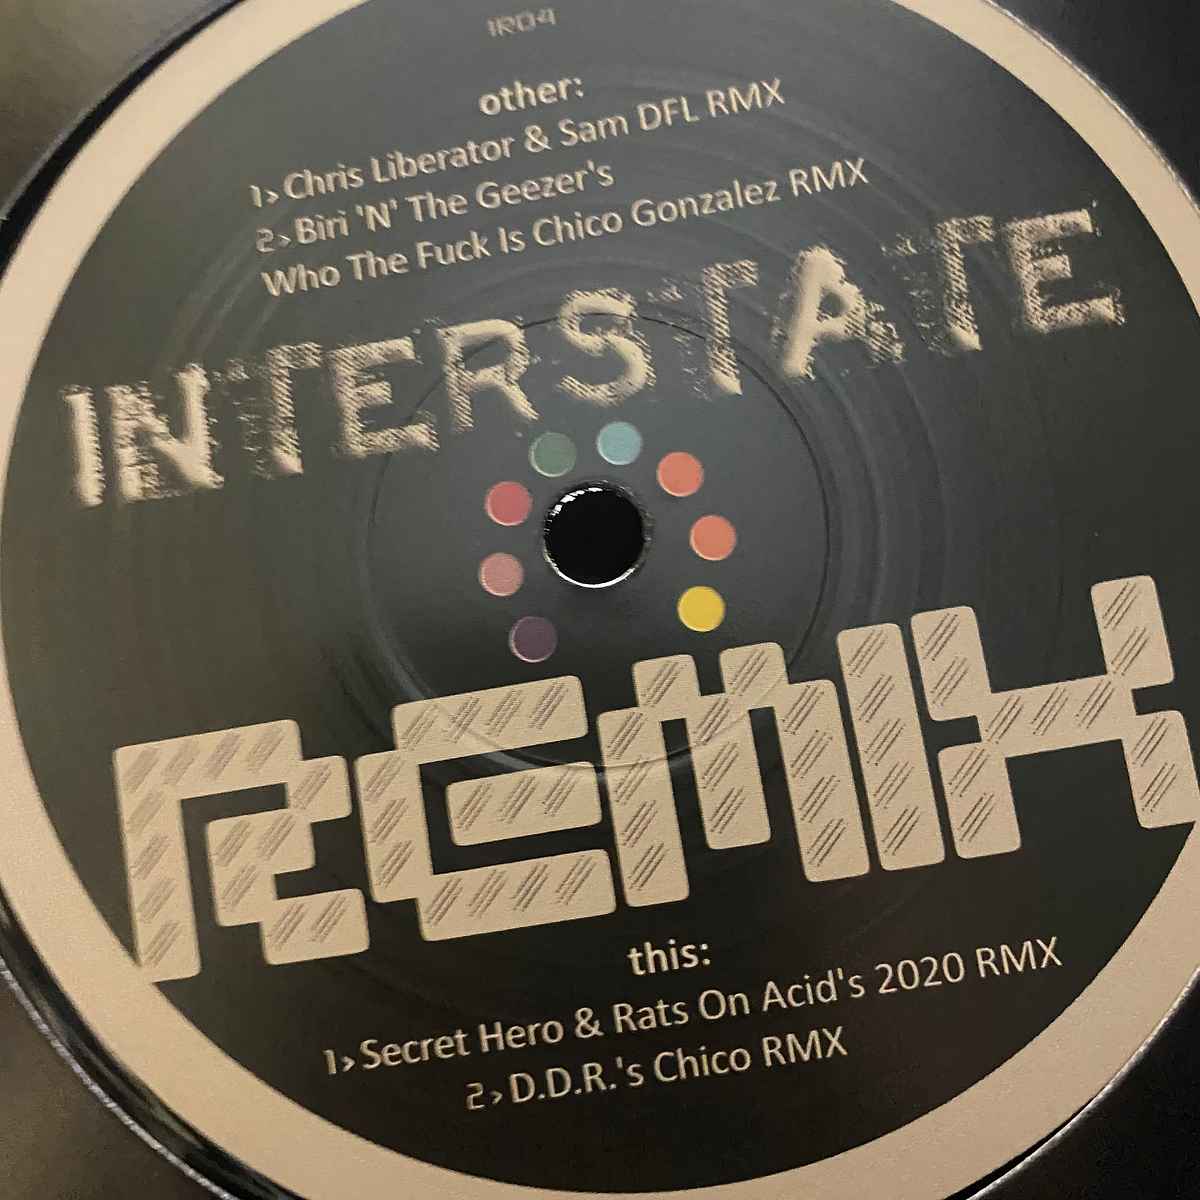 IR04
other:
1> Chris Liberator & Sam DFL RMX
2> Biri 'N' The Geezer's
Who The Fuck Is Chico Gonzalez RMX
INTERSTATE
REMIX
this:
1> Secret Hero & Rats On Acid's 2020 RMX
2> D.D.R.'s Chico RMX